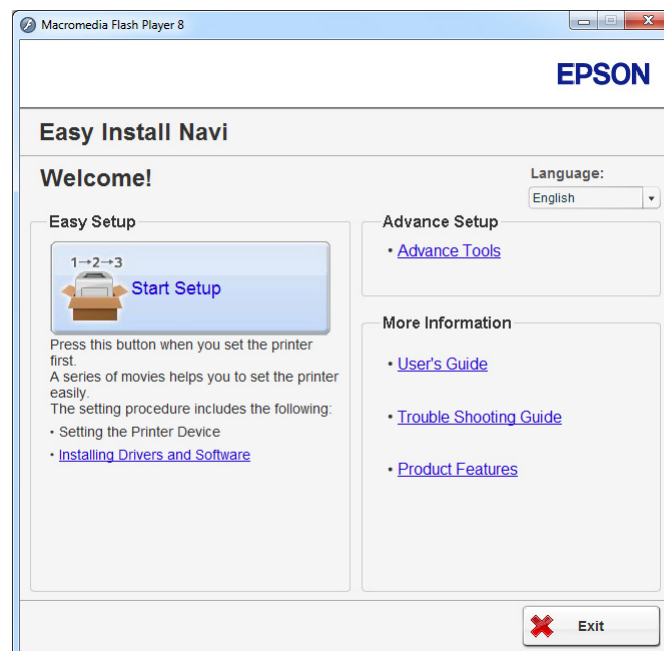 Macromedia Flash Player 8
EPSON
Easy Install Navi
Welcome!
Language:
English
Easy Setup
1→2→3
Start Setup
Press this button when you set the printer
first.
A series of movies helps you to set the printer
easily.
The setting procedure includes the following:
• Setting the Printer Device
• Installing Drivers and Software
Advance Setup
• Advance Tools
More Information
• User's Guide
• Trouble Shooting Guide
• Product Features
Exit